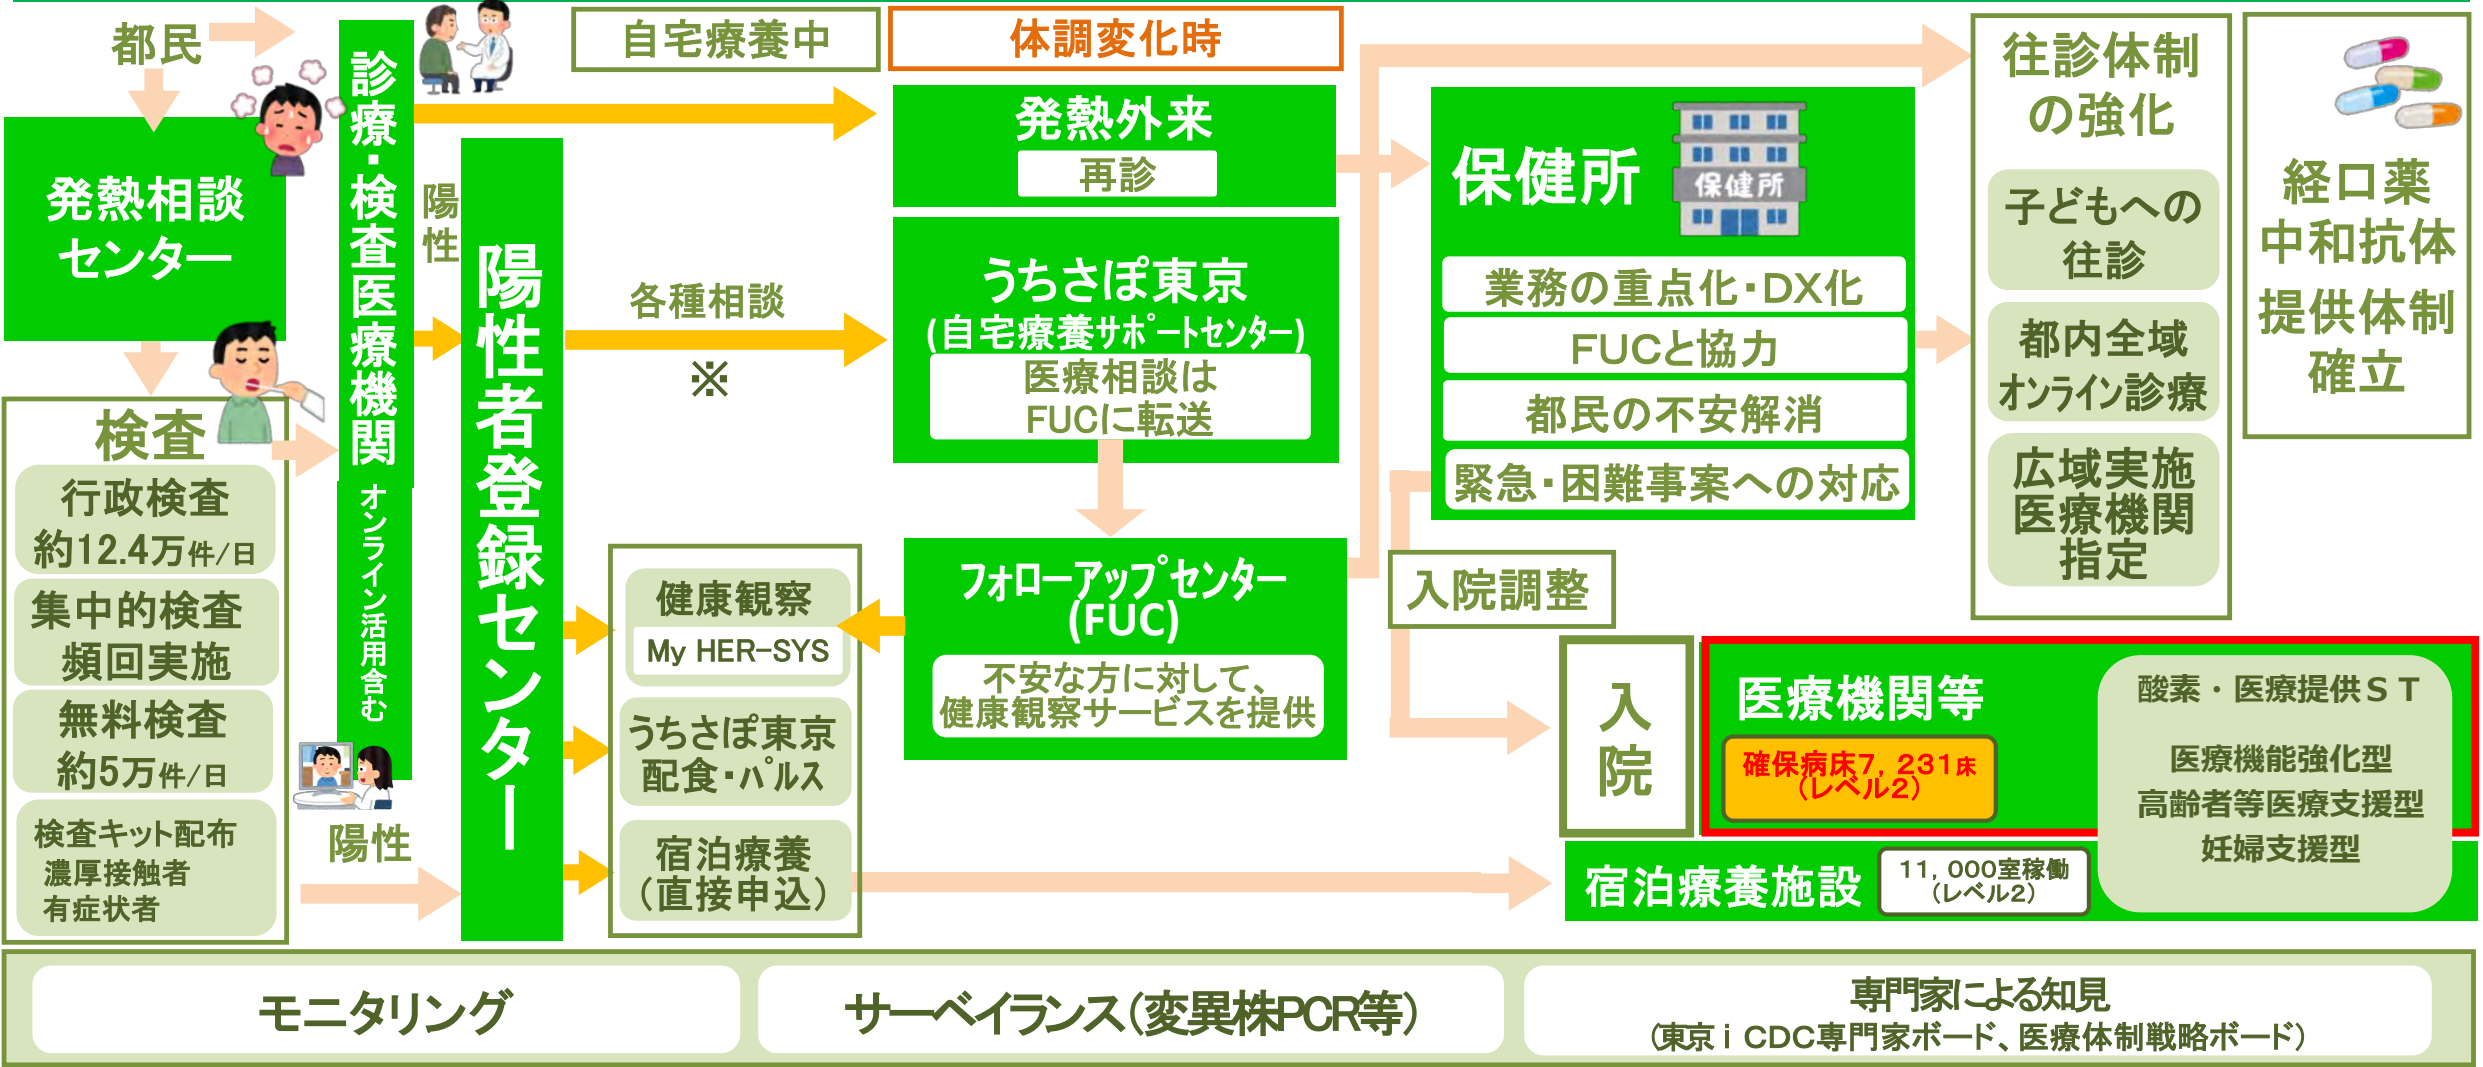 都民
発熱相談
センター
検査
行政検査
約12.4万件/日
集中的検査
頻回実施
無料検査
約5万件/日
検査キット配布
濃厚接触者
有症状者
診療・検査医療機関
オンライン活用含む
陽性
陽性
陽性者登録センター
自宅療養中
体調変化時
各種相談
※
健康観察
My HER-SYS
うちさぽ東京
配食・パルス
宿泊療養
(直接申込)
発熱外来
再診
うちさぽ東京
(自宅療養サポートセンター)
医療相談は
FUCに転送
フォローアップセンター
(FUC)
不安な方に対して、
健康観察サービスを提供
保健所
保健所
業務の重点化・DX化
FUCと協力
都民の不安解消
緊急・困難事案への対応
入院調整
往診体制
の強化
子どもへの
往診
都内全域
オンライン診療
広域実施
医療機関
指定
経口薬
中和抗体
提供体制
確立
入院
医療機関等
確保病床7,231床
(レベル2)
宿泊療養施設
11,000室稼働
(レベル2)
酸素・医療提供ST
医療機能強化型
高齢者等医療支援型
妊婦支援型
モニタリング
サーベイランス(変異株PCR等)
専門家による知見
(東京iCDC専門家ボード、医療体制戦略ボード)